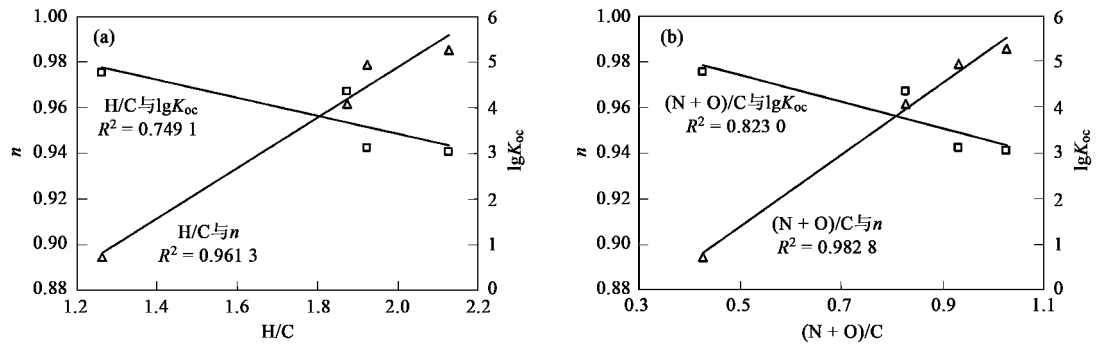 (a)
1.00
0.98
0.96
0.94
0.92
0.90
0.88
n
6
5
4
3
2
1
0
lgKoc
H/C与lgKoc
R² = 0.749 1
H/C与n
R² = 0.961 3
1.2 1.4 1.6 1.8 2.0 2.2
H/C
(b)
1.00
0.98
0.96
0.94
0.92
0.90
0.88
n
6
5
4
3
2
1
0
lgKoc
(N + O)/C与lgKoc
R² = 0.823 0
(N + O)/C与n
R² = 0.982 8
0.3 0.5 0.7 0.9 1.1
(N + O)/C